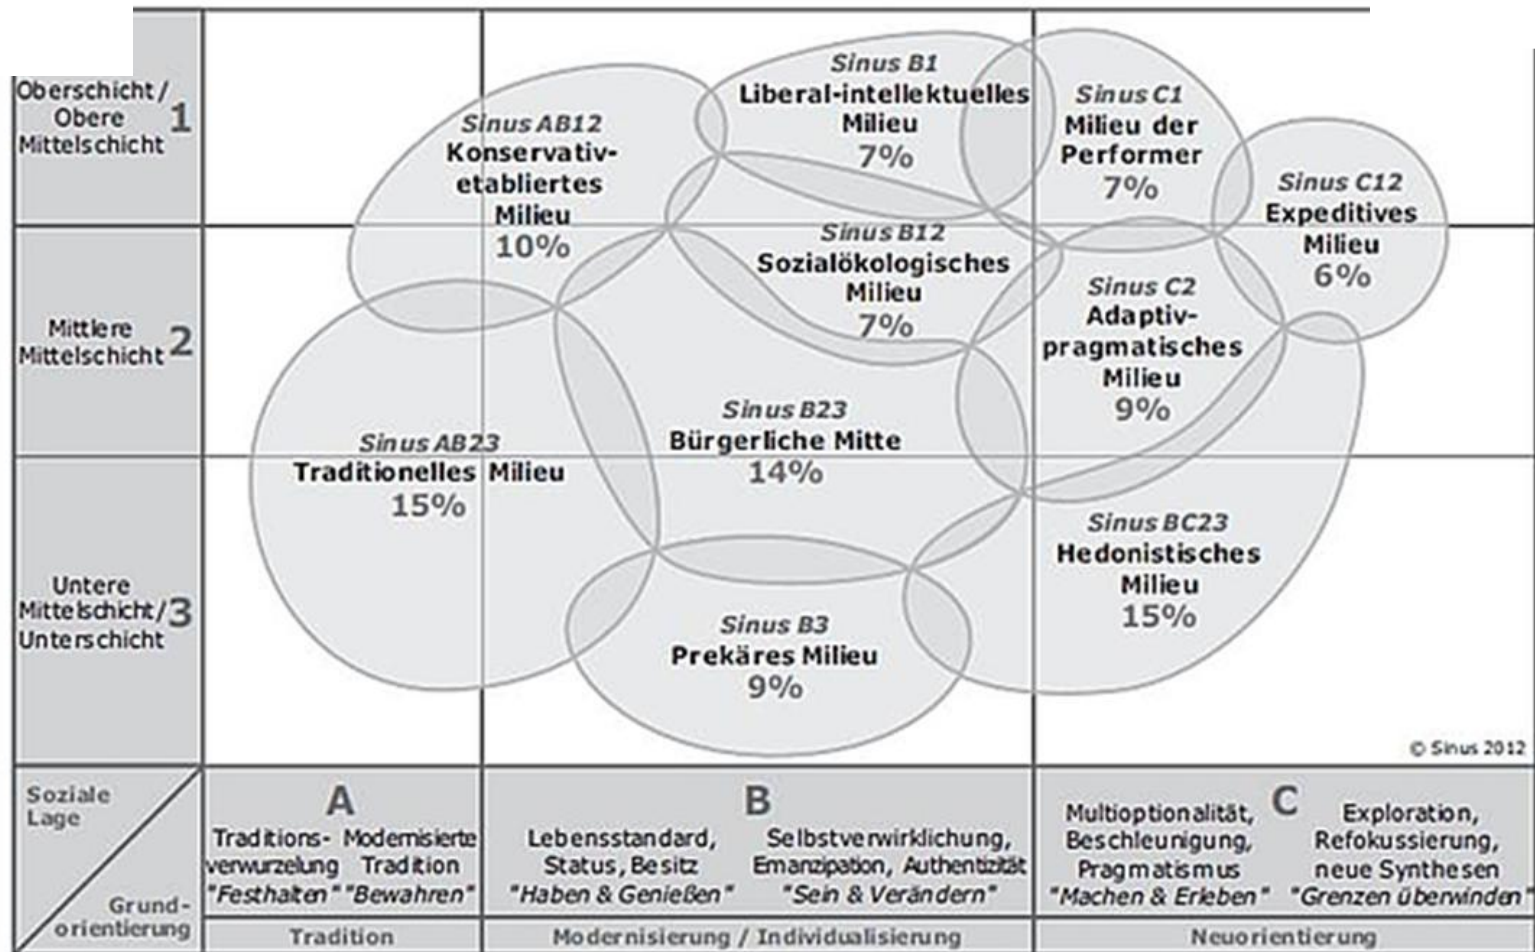 Oberschicht /
Obere
Mittelschicht
1
Mittlere
Mittelschicht
2
Untere
Mittelschicht/
Unterschicht
3
Sinus AB12
Konservativ-
etabliertes
Milieu
10%
Sinus B1
Liberal-intellektuelles
Milieu
7%
Sinus C1
Milieu der
Performer
7%
Sinus C12
Expeditives
Milieu
6%
Sinus B12
Sozialökologisches
Milieu
7%
Sinus C2
Adaptiv-
pragmatisches
Milieu
9%
Sinus AB23
Traditionelles Milieu
15%
Sinus B23
Bürgerliche Mitte
14%
Sinus BC23
Hedonistisches
Milieu
15%
Sinus B3
Prekäres Milieu
9%
© Sinus 2012
Soziale
Lage
Grund-
orientierung
A
Traditions-
verwurzelung
"Festhalten"
Modernisierte
Tradition
"Bewahren"
B
Lebensstandard,
Status, Besitz
"Haben & Genießen"
Selbstverwirklichung,
Emanzipation, Authentizität
"Sein & Verändern"
C
Multioptionalität,
Beschleunigung,
Pragmatismus
"Machen & Erleben"
Exploration,
Refokussierung,
neue Synthesen
"Grenzen überwinden"
Tradition
Modernisierung / Individualisierung
Neuorientierung